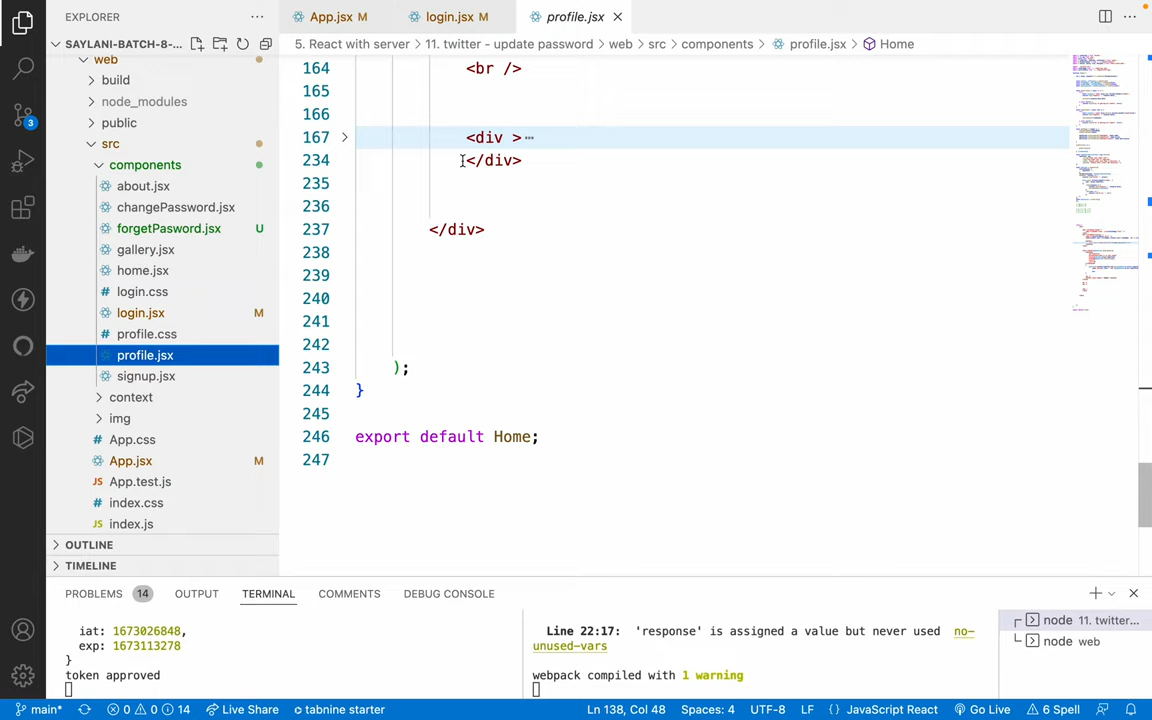 EXPLORER
SAYLANI-BATCH-8-...
web
build
node_modules
public
src
components
about.jsx
changePassword.jsx
forgetPasword.jsx U
gallery.jsx
home.jsx
login.css
login.jsx M
profile.css
profile.jsx
signup.jsx
context
img
App.css
App.jsx M
App.test.js
index.css
index.js
OUTLINE
TIMELINE
3
App.jsx M login.jsx M profile.jsx
5. React with server > 11. twitter - update password > web > src > components > profile.jsx > Home
164 <br />
165
166
167 <div >…
234 </div>
235
236
237 </div>
238
239
240
241
242
243 );
244 }
245
246 export default Home;
247
PROBLEMS 14 OUTPUT TERMINAL COMMENTS DEBUG CONSOLE
iat: 1673026848,
exp: 1673113278
}
token approved
Line 22:17: 'response' is assigned a value but never used no-
unused-vars
webpack compiled with 1 warning
node 11. twitter...
node web
main* 0 0 14 Live Share tabnine starter Ln 138, Col 48 Spaces: 4 UTF-8 LF {} JavaScript React Go Live 6 Spell